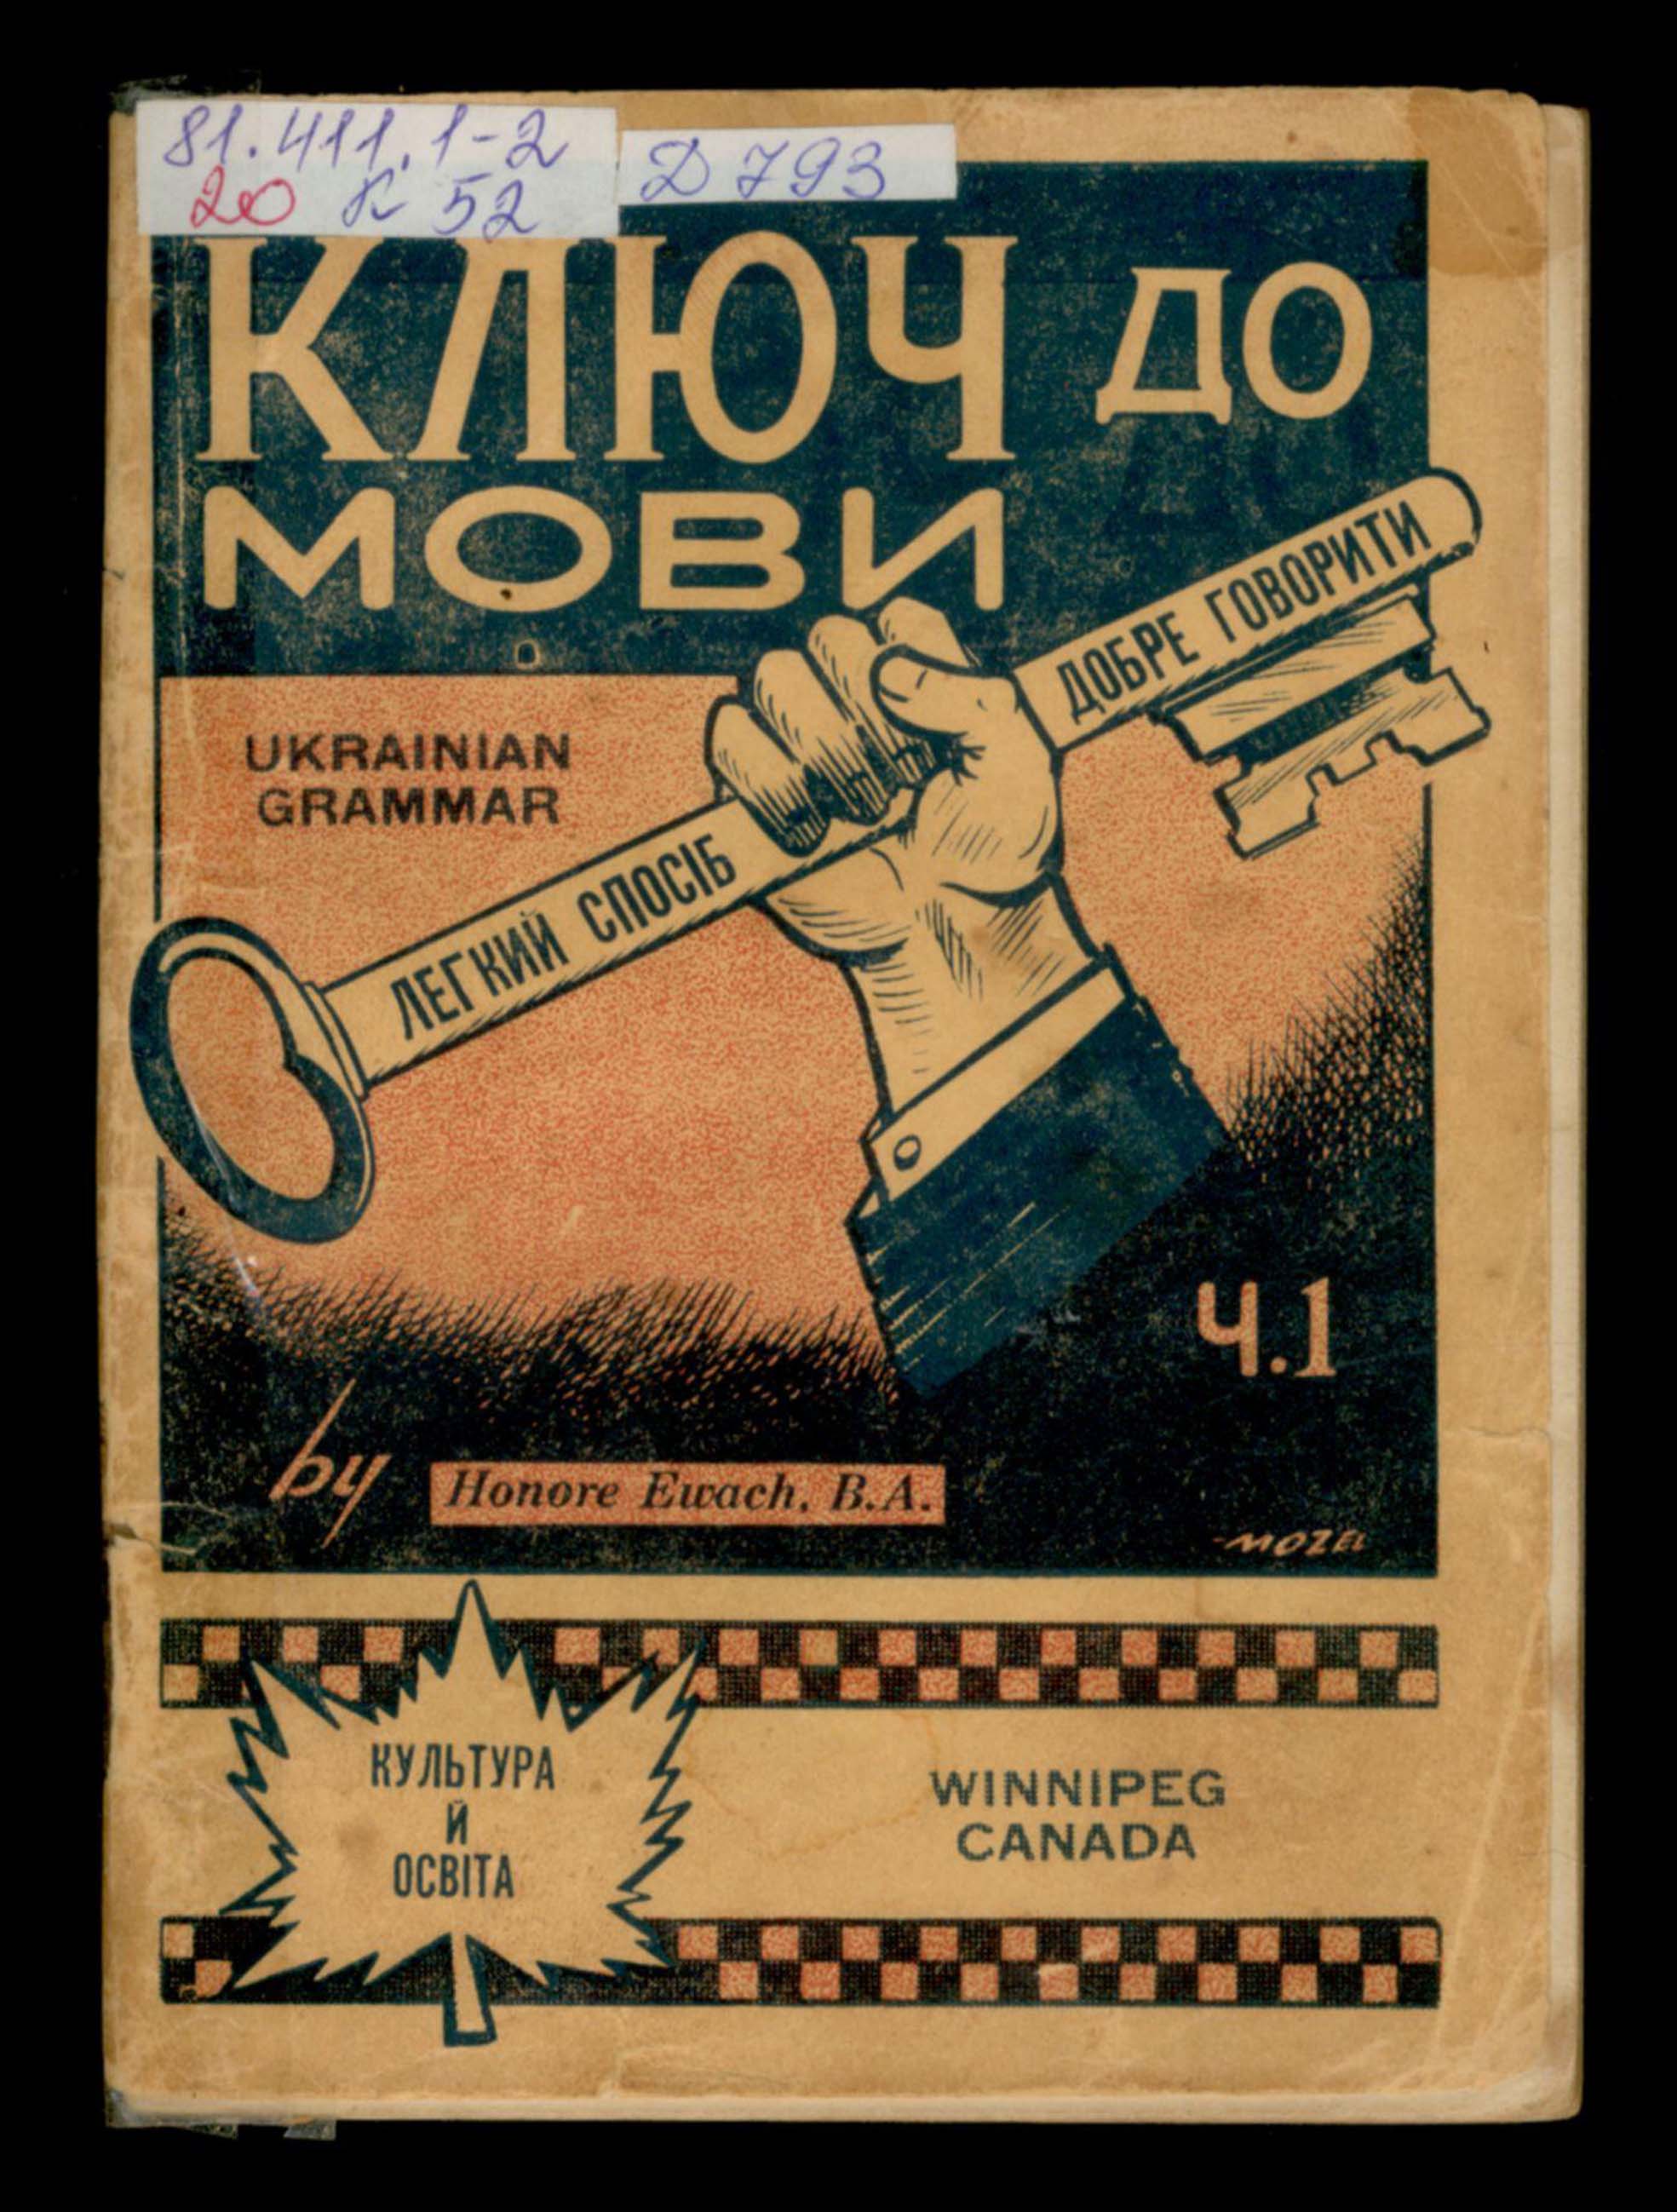 81.411.1-2
20 К 52
Д 793
КЛЮЧ ДО
МОВИ
ДОБРЕ ГОВОРИТИ
UKRAINIAN
GRAMMAR
ЛЕГКИЙ СПОСІБ
Ч.1
by Honore Ewach, B.A.
MOZEL
КУЛЬТУРА
Й
ОСВІТА
WINNIPEG
CANADA